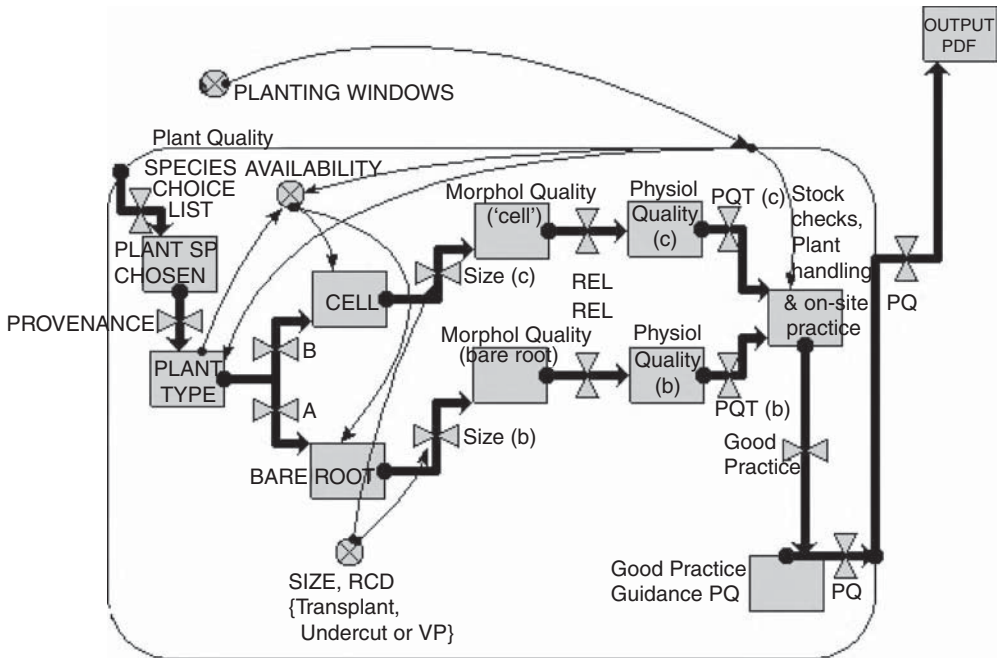 OUTPUT
PDF
PLANTING WINDOWS
Plant Quality
SPECIES
CHOICE
LIST
AVAILABILITY
PLANT SP
CHOSEN
PROVENANCE
PLANT
TYPE
B
A
CELL
BARE ROOT
Morphol Quality
('cell')
Size (c)
REL
REL
Physiol
Quality
(c)
PQT (c)
Morphol Quality
(bare root)
Size (b)
Physiol
Quality
(b)
PQT (b)
Stock
checks,
Plant
handling
& on-site
practice
PQ
Good
Practice
SIZE, RCD
{Transplant,
Undercut or VP}
Good Practice
Guidance PQ
PQ